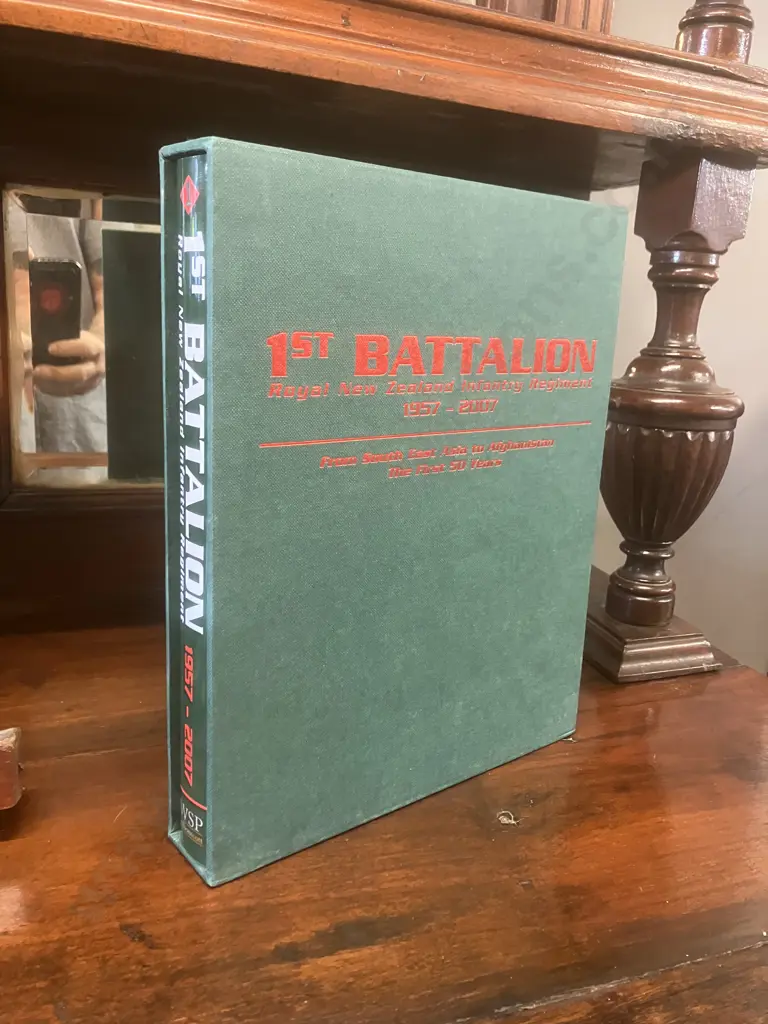 1ST BATTALION
Royal New Zealand Infantry Regiment
1957 - 2007
From South East Asia to Afghanistan
The First 50 Years
1ST BATTALION 1957 - 2007
Royal New Zealand Infantry Regiment
WSP